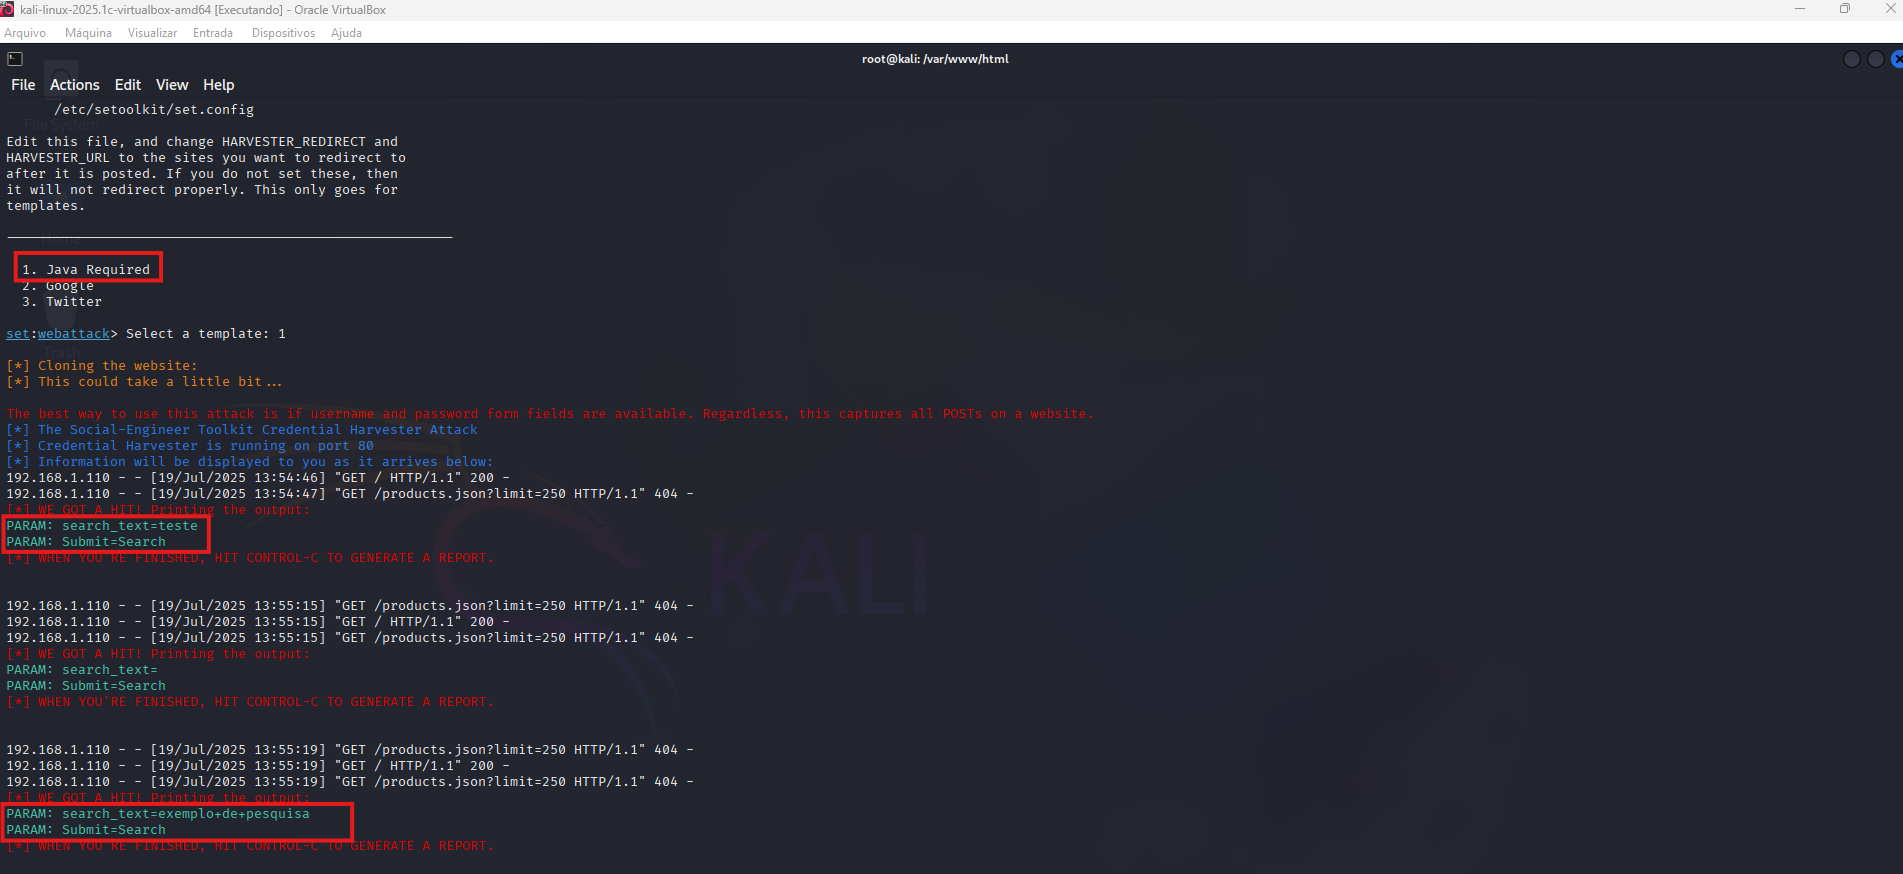 kali-linux-2025.1c-virtualbox-amd64 [Executando] - Oracle VirtualBox
Arquivo Máquina Visualizar Entrada Dispositivos Ajuda
root@kali: /var/www/html
File Actions Edit View Help
/etc/setoolkit/set.config
File System
Edit this file, and change HARVESTER_REDIRECT and
HARVESTER_URL to the sites you want to redirect to
after it is posted. If you do not set these, then
it will not redirect properly. This only goes for
templates.
Home
1. Java Required
2. Google
3. Twitter
set:webattack> Select a template: 1
Trash
[*] Cloning the website:
[*] This could take a little bit...
The best way to use this attack is if username and password form fields are available. Regardless, this captures all POSTs on a website.
[*] The Social-Engineer Toolkit Credential Harvester Attack
[*] Credential Harvester is running on port 80
[*] Information will be displayed to you as it arrives below:
192.168.1.110 - - [19/Jul/2025 13:54:46] "GET / HTTP/1.1" 200 -
192.168.1.110 - - [19/Jul/2025 13:54:47] "GET /products.json?limit=250 HTTP/1.1" 404 -
[*] WE GOT A HIT! Printing the output:
PARAM: search_text=teste
PARAM: Submit=Search
[*] WHEN YOU'RE FINISHED, HIT CONTROL-C TO GENERATE A REPORT.
KALI
192.168.1.110 - - [19/Jul/2025 13:55:15] "GET /products.json?limit=250 HTTP/1.1" 404 -
192.168.1.110 - - [19/Jul/2025 13:55:15] "GET / HTTP/1.1" 200 -
192.168.1.110 - - [19/Jul/2025 13:55:15] "GET /products.json?limit=250 HTTP/1.1" 404 -
[*] WE GOT A HIT! Printing the output:
PARAM: search_text=
PARAM: Submit=Search
[*] WHEN YOU'RE FINISHED, HIT CONTROL-C TO GENERATE A REPORT.
192.168.1.110 - - [19/Jul/2025 13:55:19] "GET /products.json?limit=250 HTTP/1.1" 404 -
192.168.1.110 - - [19/Jul/2025 13:55:19] "GET / HTTP/1.1" 200 -
192.168.1.110 - - [19/Jul/2025 13:55:19] "GET /products.json?limit=250 HTTP/1.1" 404 -
[*] WE GOT A HIT! Printing the output:
PARAM: search_text=exemplo+de+pesquisa
PARAM: Submit=Search
[*] WHEN YOU'RE FINISHED, HIT CONTROL-C TO GENERATE A REPORT.